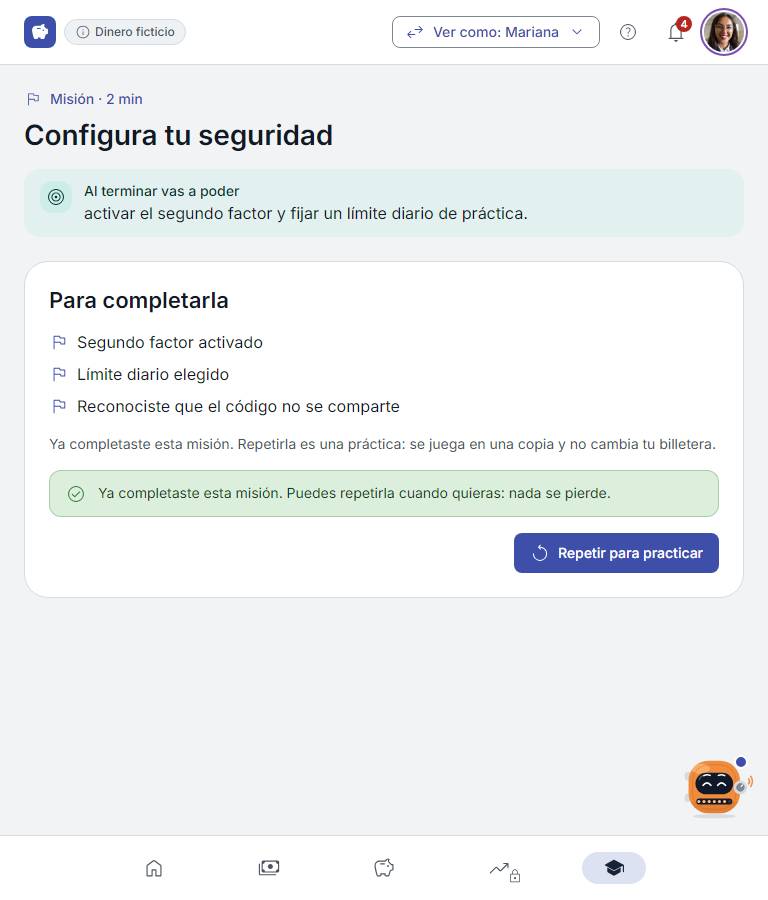 Dinero ficticio
Ver como: Mariana
4
Misión · 2 min
Configura tu seguridad
Al terminar vas a poder
activar el segundo factor y fijar un límite diario de práctica.
Para completarla
Segundo factor activado
Límite diario elegido
Reconociste que el código no se comparte
Ya completaste esta misión. Repetirla es una práctica: se juega en una copia y no cambia tu billetera.
Ya completaste esta misión. Puedes repetirla cuando quieras: nada se pierde.
Repetir para practicar